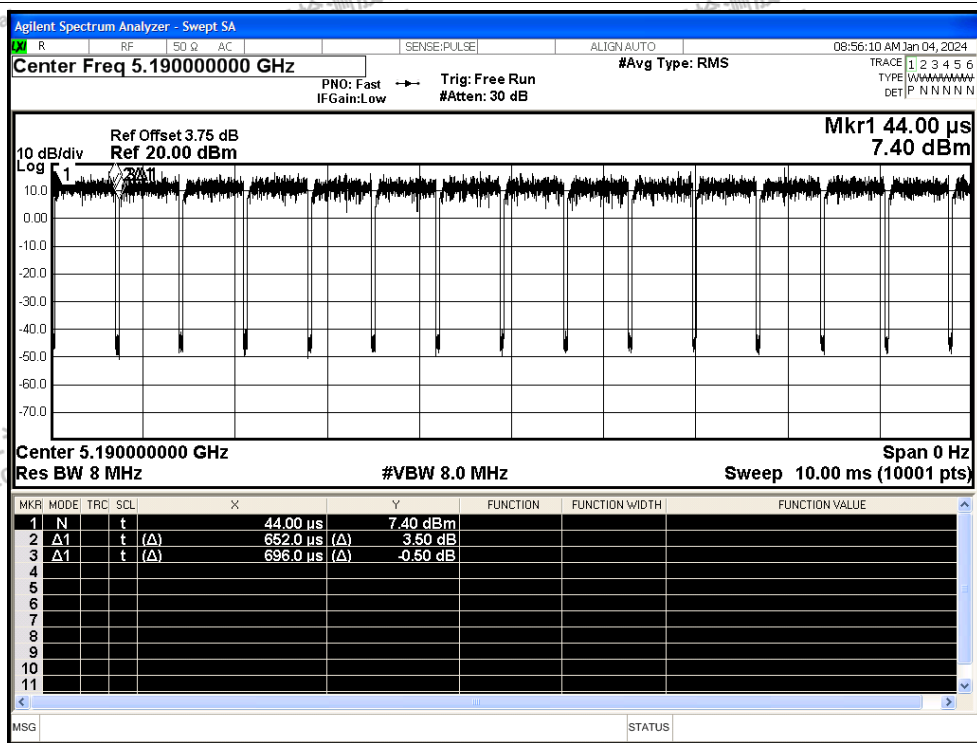 Agilent Spectrum Analyzer - Swept SA
LXI R RF 50 Ω AC SENSE:PULSE ALIGN AUTO 08:56:10 AM Jan 04, 2024
Center Freq 5.190000000 GHz
PNO: Fast
IFGain:Low
Trig: Free Run
#Atten: 30 dB
#Avg Type: RMS
TRACE 1 2 3 4 5 6
TYPE
DET P N N N N N
Mkr1 44.00 µs
7.40 dBm
Ref Offset 3.75 dB
10 dB/div Ref 20.00 dBm
Log
1
10.0
0.00
-10.0
-20.0
-30.0
-40.0
-50.0
-60.0
-70.0
Center 5.190000000 GHz Span 0 Hz
Res BW 8 MHz #VBW 8.0 MHz Sweep 10.00 ms (10001 pts)
MKR MODE TRC SCL X Y FUNCTION FUNCTION WIDTH FUNCTION VALUE
1 N t 44.00 µs 7.40 dBm
2 Δ1 t (Δ) 652.0 µs (Δ) 3.50 dB
3 Δ1 t (Δ) 696.0 µs (Δ) -0.50 dB
4
5
6
7
8
9
10
11
MSG STATUS